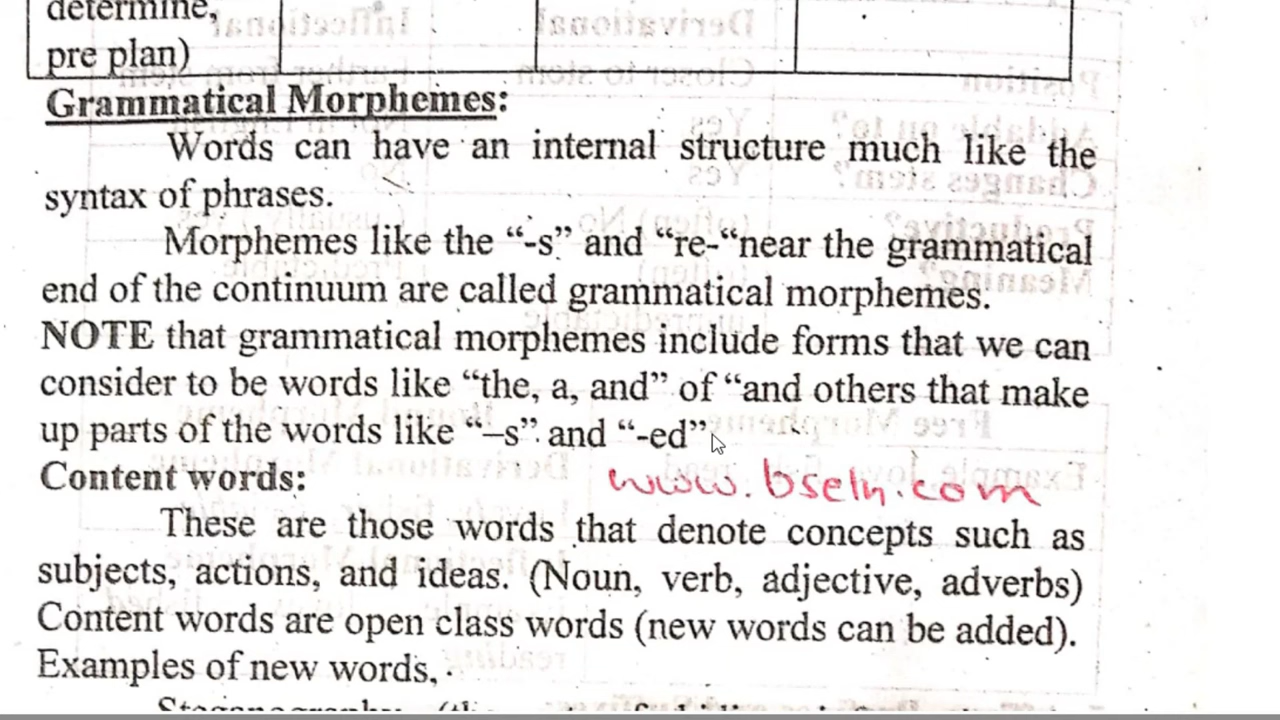 determine,
pre plan)
Grammatical Morphemes:
Words can have an internal structure much like the
syntax of phrases.
Morphemes like the “-s” and “re-“near the grammatical
end of the continuum are called grammatical morphemes.
NOTE that grammatical morphemes include forms that we can
consider to be words like “the, a, and” of “and others that make
up parts of the words like “–s” and “-ed”
Content words:
www.bseln.com
These are those words that denote concepts such as
subjects, actions, and ideas. (Noun, verb, adjective, adverbs)
Content words are open class words (new words can be added).
Examples of new words,